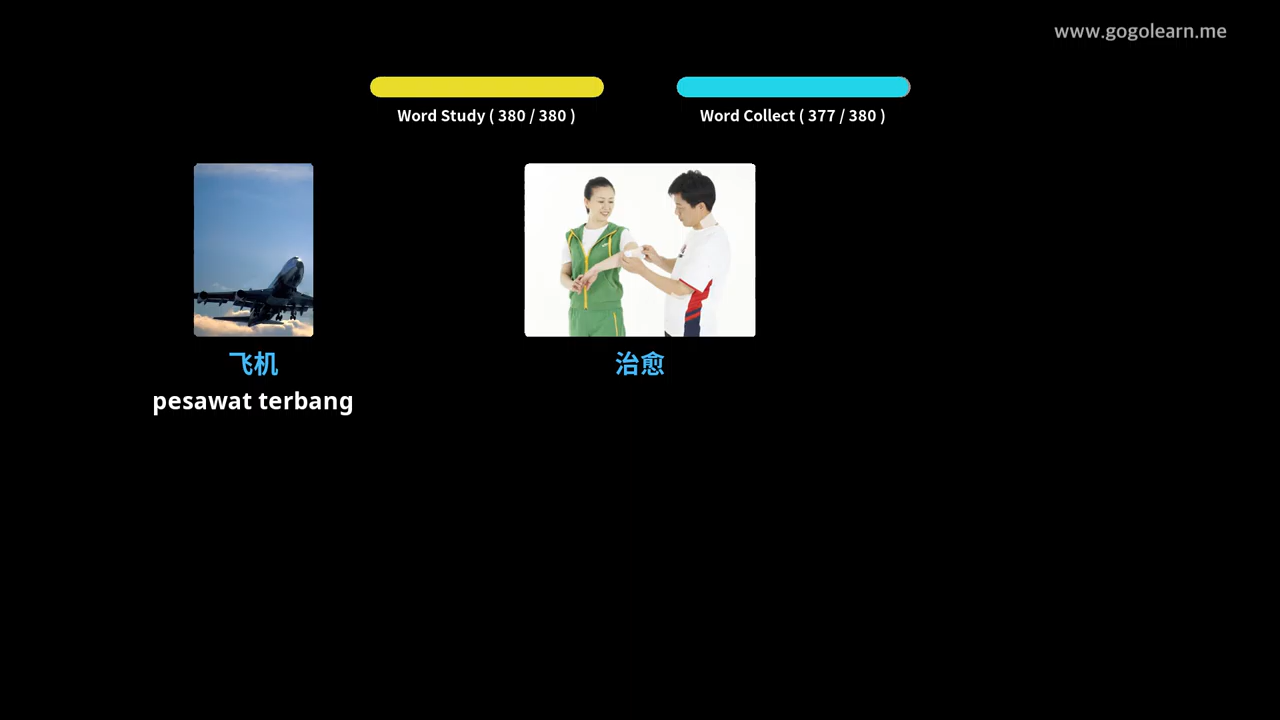 www.gogolearn.me
Word Study ( 380 / 380 )
Word Collect ( 377 / 380 )
飞机
pesawat terbang
治愈